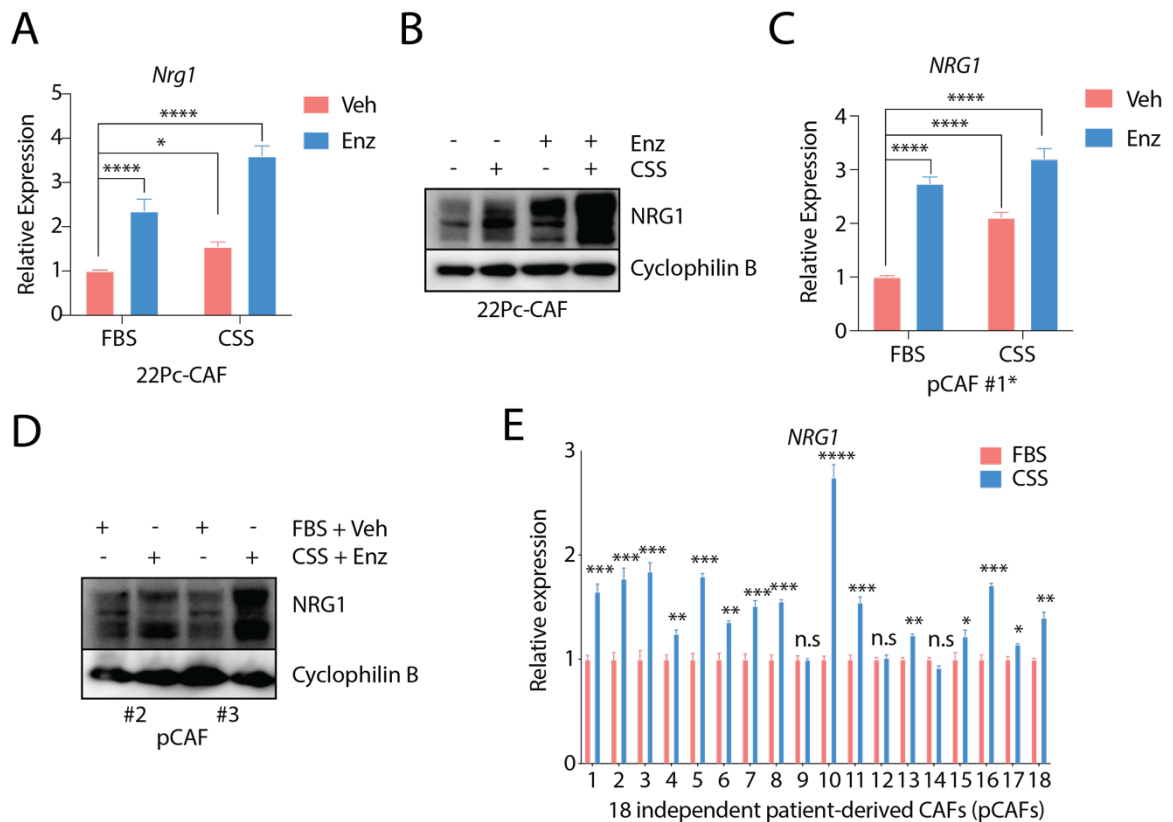 A
Nrg1
Relative Expression
5
4
3
2
1
0
****
*
****
Veh
Enz
FBS
CSS
22Pc-CAF
B
- - + + Enz
- + - + CSS
NRG1
Cyclophilin B
22Pc-CAF
C
NRG1
Relative Expression
4
3
2
1
0
****
****
****
Veh
Enz
FBS
CSS
pCAF #1*
D
+ - + - FBS + Veh
- + - + CSS + Enz
NRG1
Cyclophilin B
#2 #3
pCAF
E
NRG1
Relative expression
3
2
1
0
FBS
CSS
*** *** *** ** *** ** *** *** n.s **** *** n.s ** n.s * *** * **
1 2 3 4 5 6 7 8 9 10 11 12 13 14 15 16 17 18
18 independent patient-derived CAFs (pCAFs)